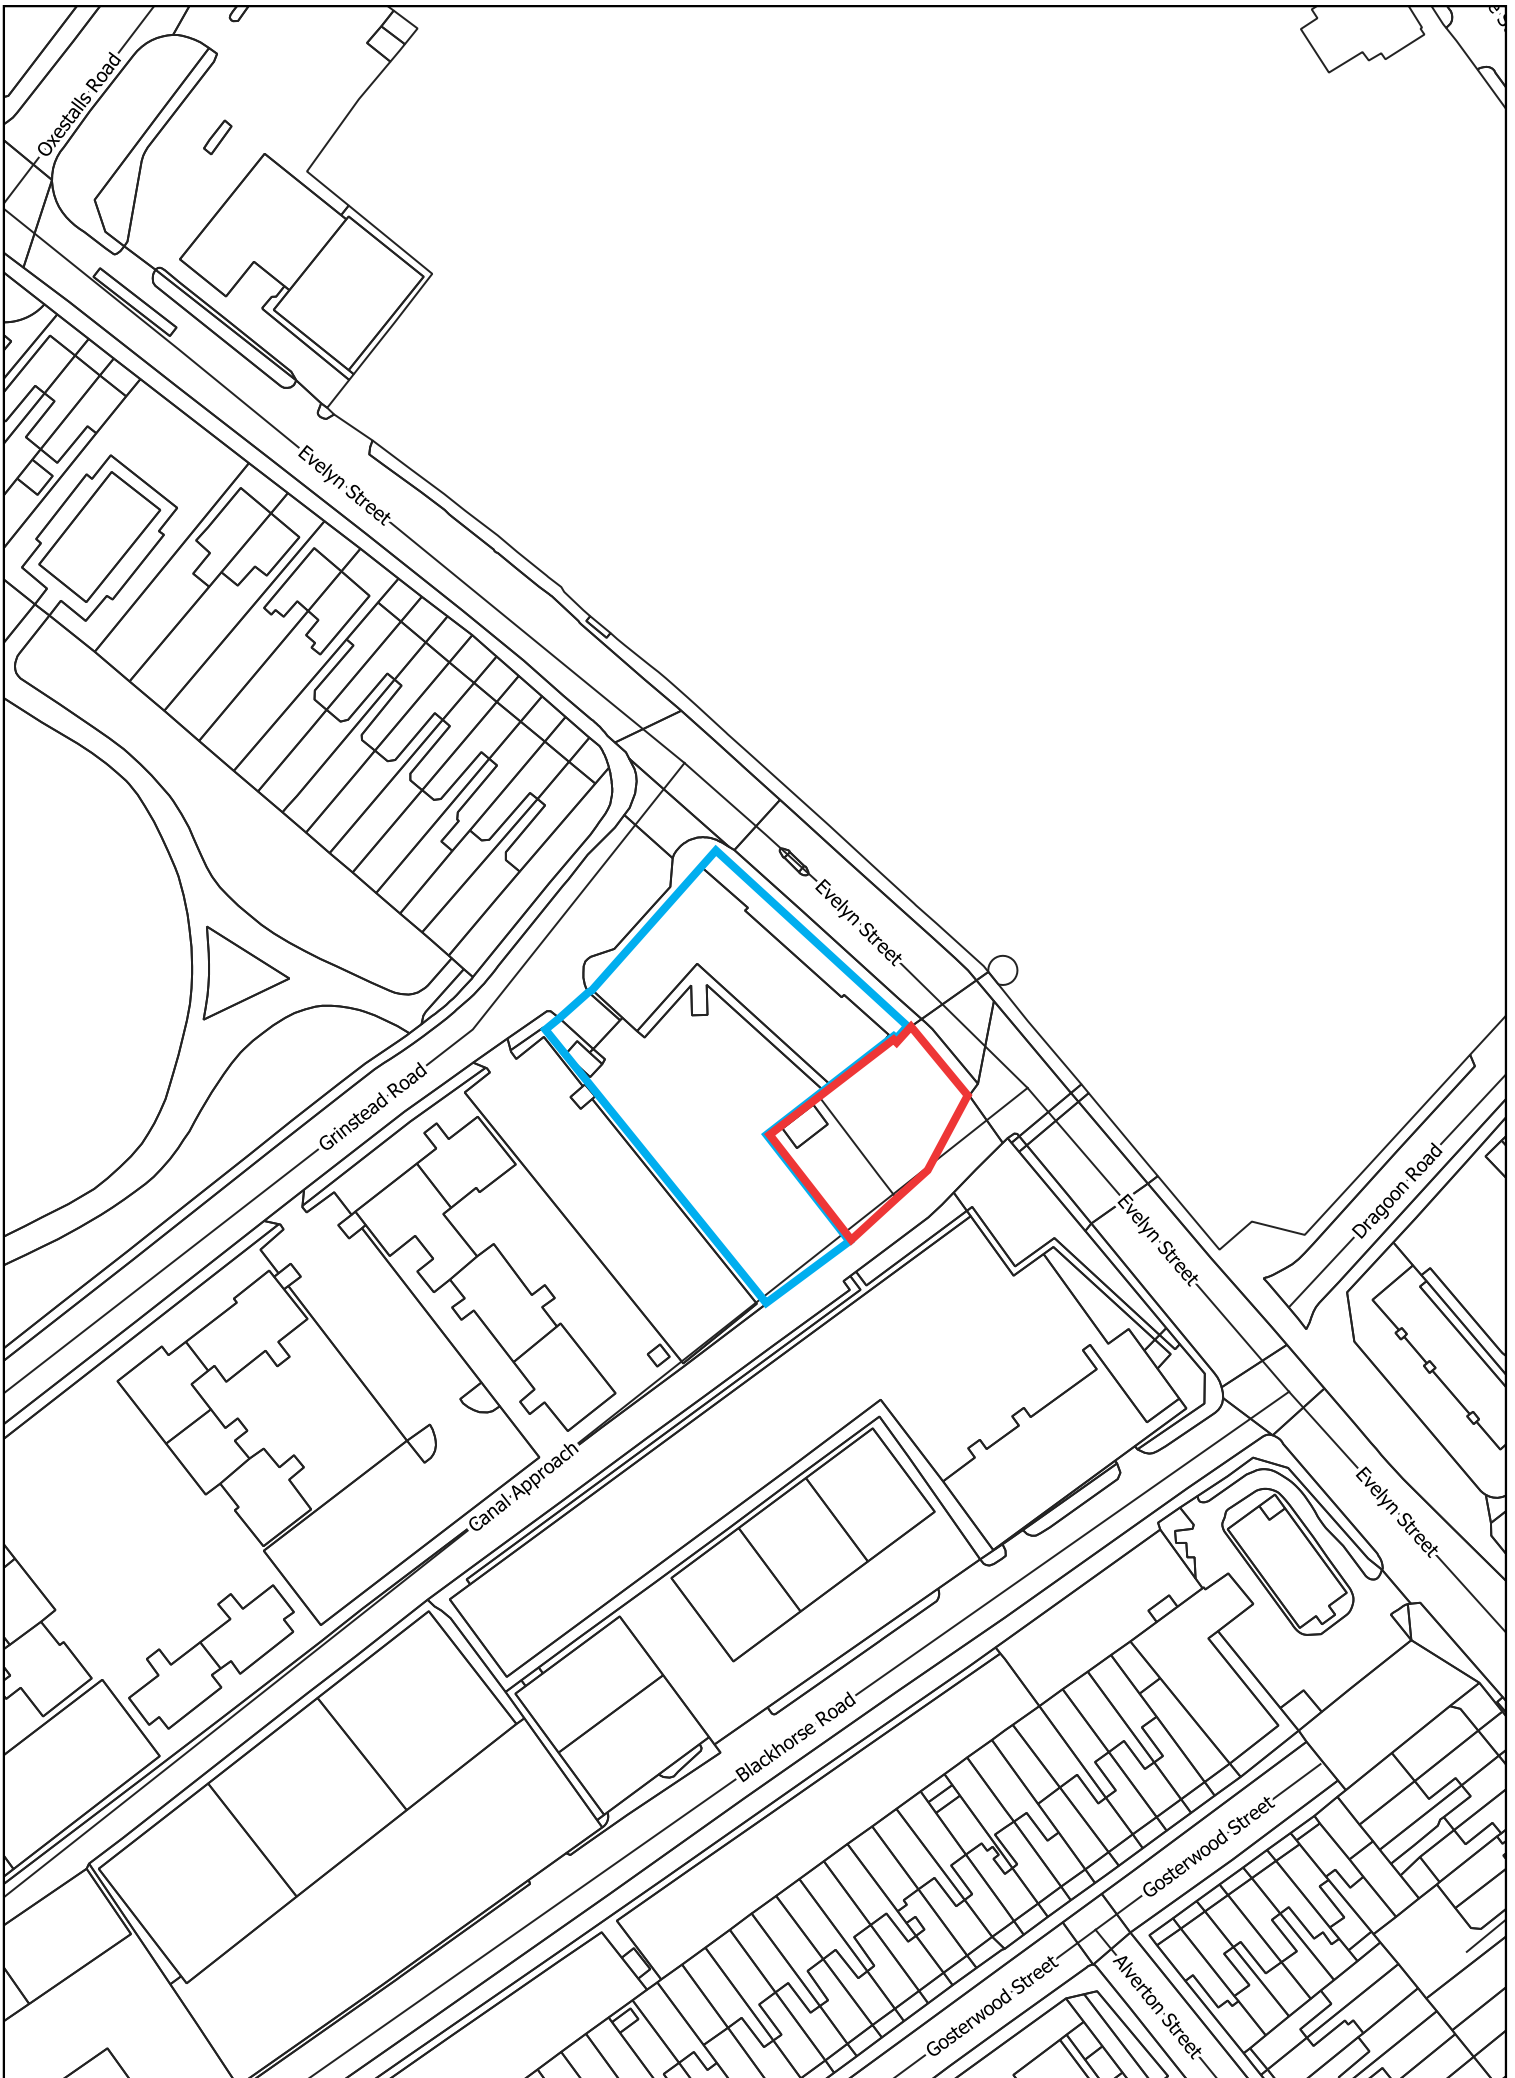 Oxestalls Road
Evelyn Street
Evelyn Street
Grinstead Road
Dragoon Road
Evelyn Street
Canal Approach
Evelyn Street
Blackhorse Road
Gosterwood Street
Gosterwood Street
Alverton Street